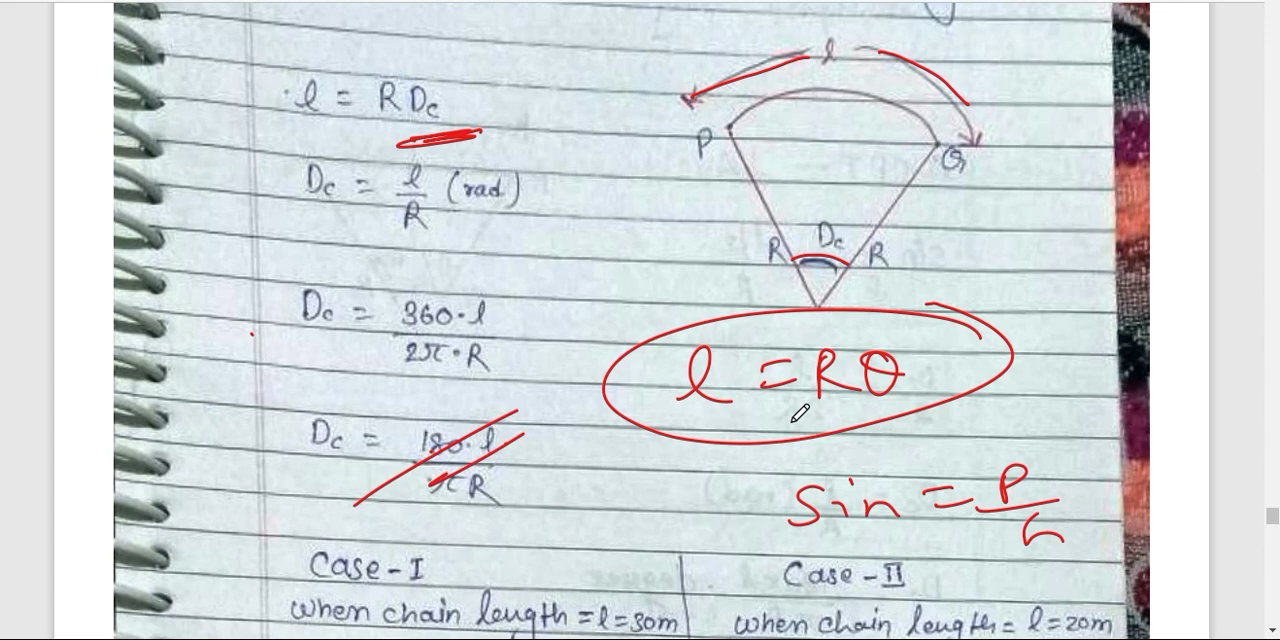 l
l = R Dc
P
Q
Dc = l/R (rad)
Dc
R
R
Dc = 360·l / 2π·R
l = Rθ
Dc = 180·l / πR
sin = P/h
Case-I
Case-II
when chain length = l = 30m
when chain length = l = 20m